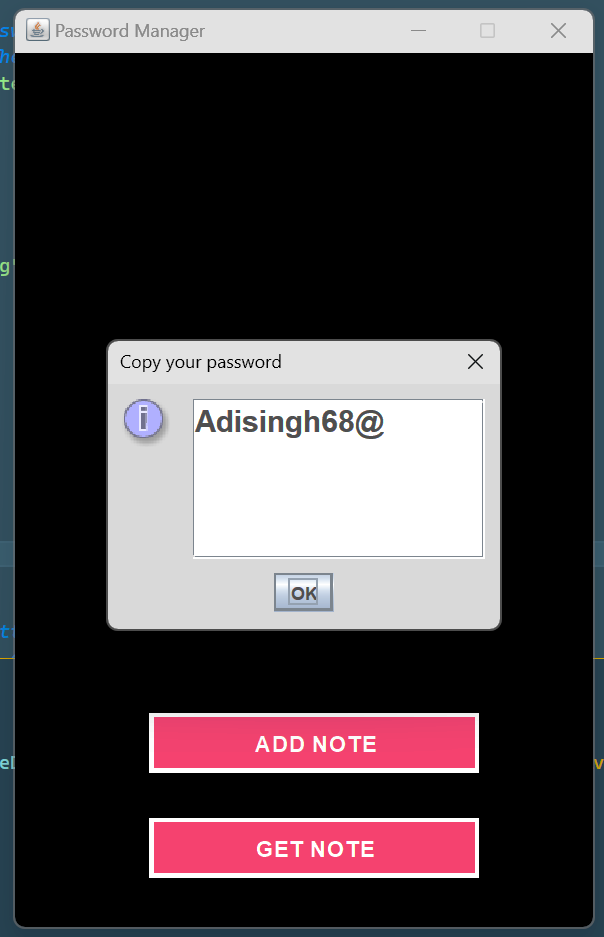 Password Manager
Copy your password
i
Adisingh68@
OK
ADD NOTE
GET NOTE